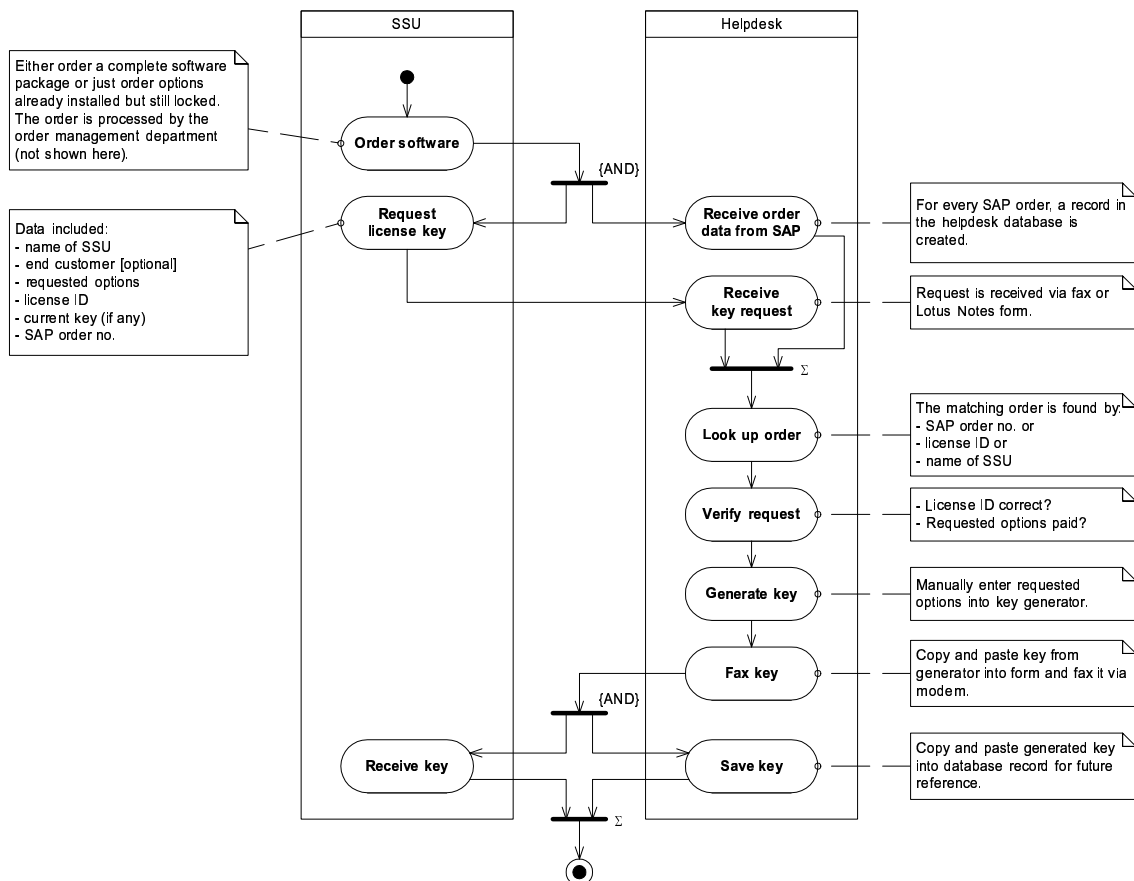 SSU
Helpdesk
Either order a complete software
package or just order options
already installed but still locked.
The order is processed by the
order management department
(not shown here).
Order software
{AND}
Data included:
- name of SSU
- end customer [optional]
- requested options
- license ID
- current key (if any)
- SAP order no.
Request
license key
Receive order
data from SAP
For every SAP order, a record in
the helpdesk database is
created.
Receive
key request
Request is received via fax or
Lotus Notes form.
Σ
Look up order
The matching order is found by:
- SAP order no. or
- license ID or
- name of SSU
Verify request
- License ID correct?
- Requested options paid?
Generate key
Manually enter requested
options into key generator.
Fax key
Copy and paste key from
generator into form and fax it via
modem.
{AND}
Receive key
Save key
Copy and paste generated key
into database record for future
reference.
Σ